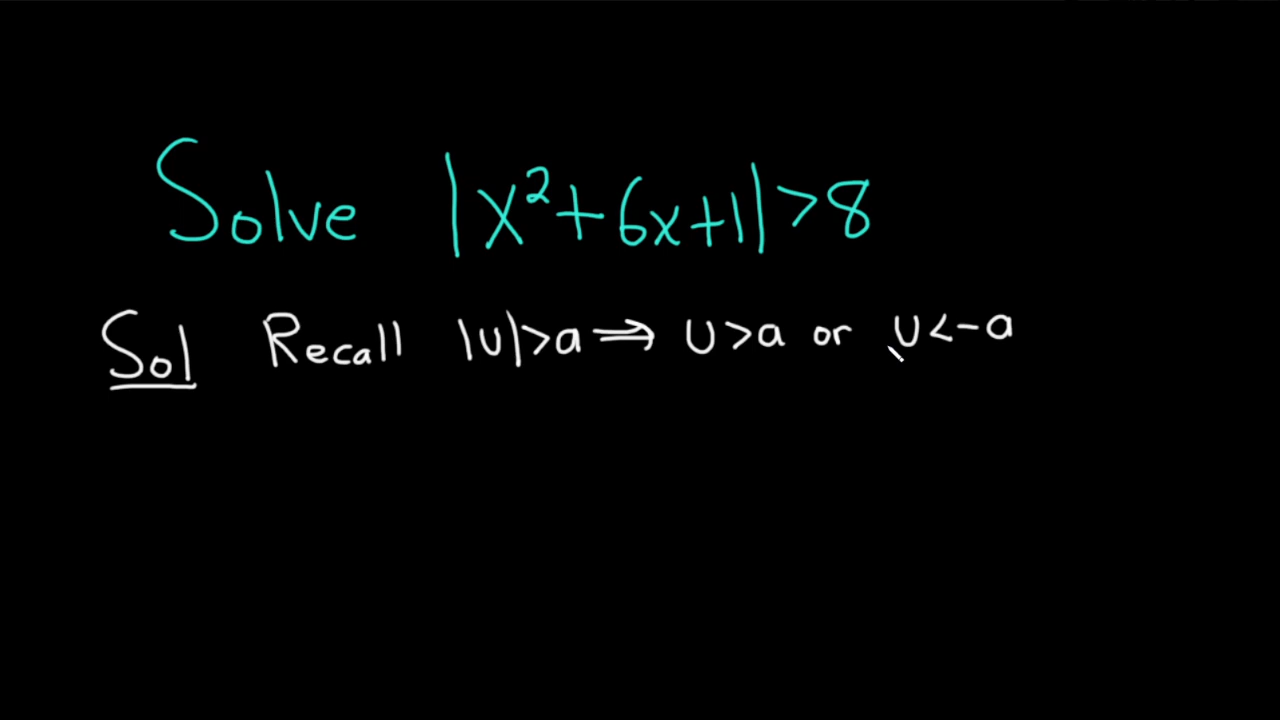 Solve |x²+6x+1|>8
Sol Recall |u|>a ⟹ u>a or u<-a